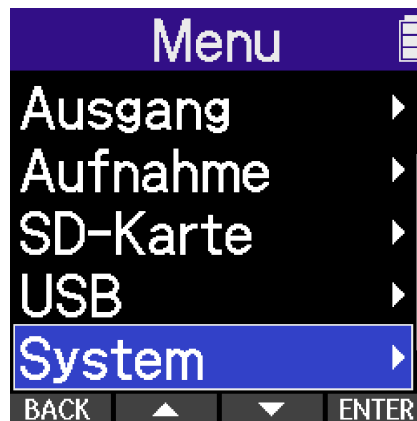 Menu
Ausgang
Aufnahme
SD-Karte
USB
System
BACK ENTER